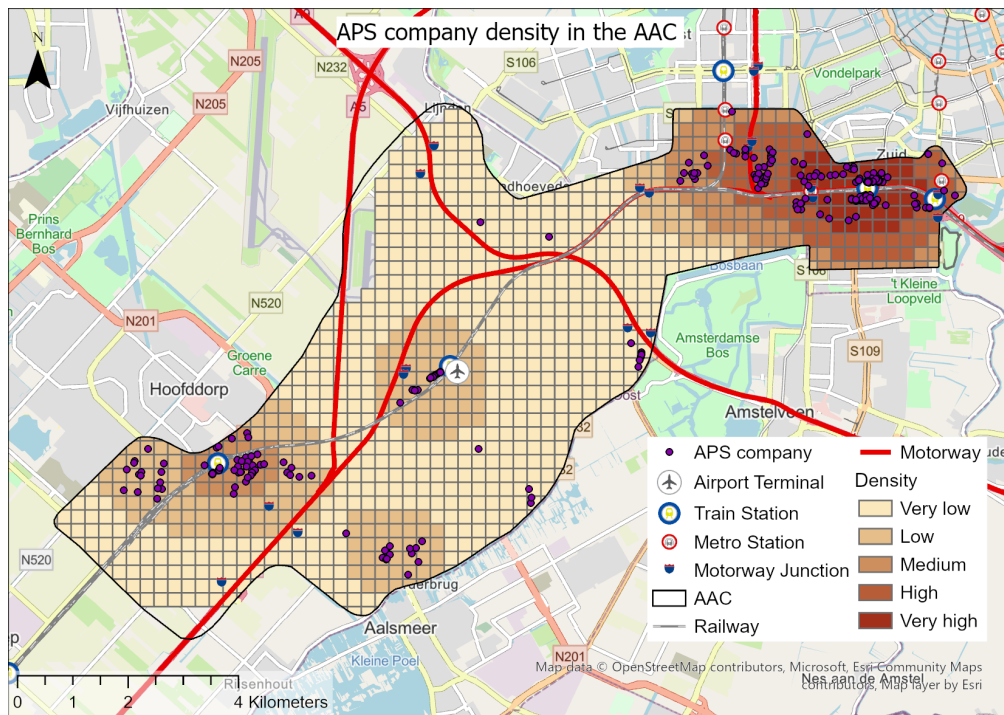 APS company density in the AAC
A9
N205
N232
S106
Vondelpark
N205
A5
Vijfhuizen
Lijnden
Zuid
Prins
Bernhard
Bos
N520
Bosbaan
S108
't Kleine
Loopveld
N201
Groene
Carre
Amsterdamse
Bos
S109
Hoofddorp
Oost
Amstelveen
N520
Aalsmeer
Kleine Poel
N201
Rijsenhout
Nes aan de Amstel
APS company
Airport Terminal
Train Station
Metro Station
Motorway Junction
AAC
Railway
Motorway
Density
Very low
Low
Medium
High
Very high
Map data © OpenStreetMap contributors, Microsoft, Esri Community Maps
contributors, Map layer by Esri
0 1 2 4 Kilometers
N